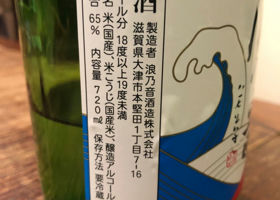 酒
製造者 浪乃音酒造株式会社
滋賀県大津市本堅田1丁目7-16
ール分 18度以上19度未満
米(国産)、米こうじ(国産米)、醸造アルコール
合 65% 内容量 720ml 保存方法 要冷蔵